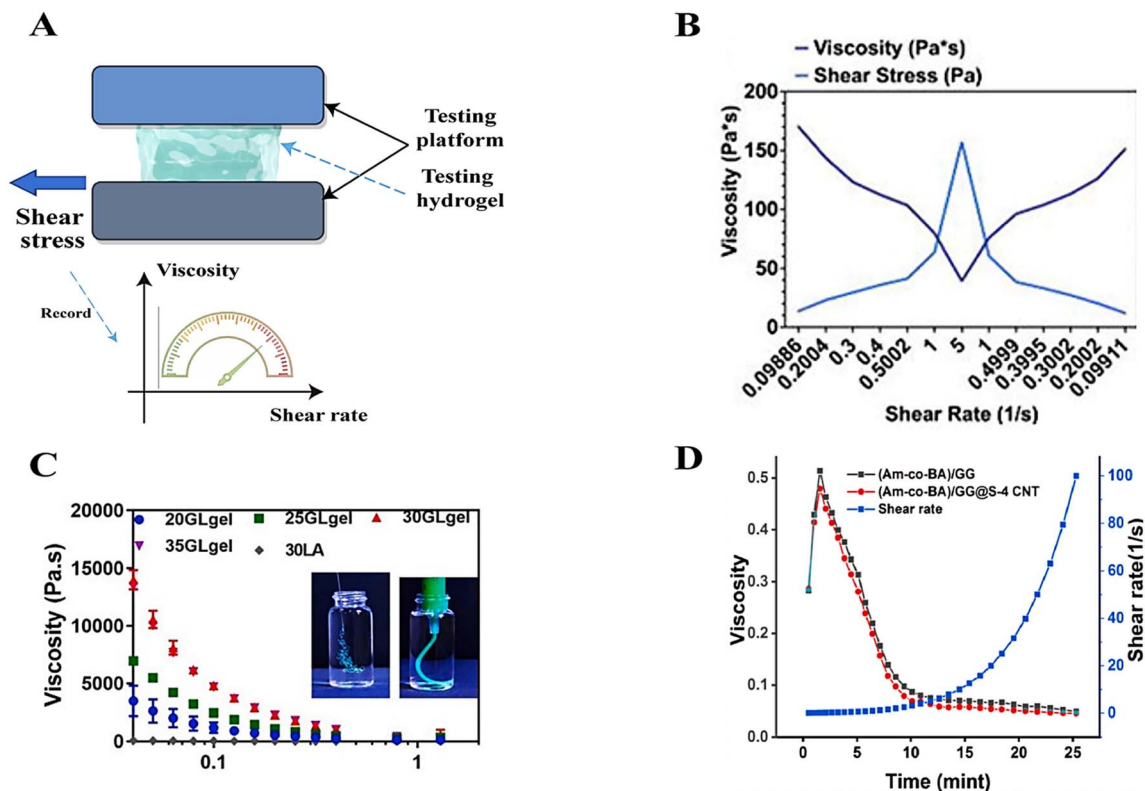 A
Testing
platform
Testing
hydrogel
Shear
stress
Record
Viscosity
Shear rate
B
Viscosity (Pa*s)
Shear Stress (Pa)
Viscosity (Pa*s)
200
150
100
50
0
0.09886
0.2004
0.3
0.4
0.5002
1
5
1
0.4999
0.3995
0.3002
0.2002
0.09911
Shear Rate (1/s)
C
Viscosity (Pa.s)
20000
15000
10000
5000
0
20GLgel 25GLgel 30GLgel
35GLgel 30LA
0.1 1
D
(Am-co-BA)/GG
(Am-co-BA)/GG@S-4 CNT
Shear rate
Viscosity
0.5
0.4
0.3
0.2
0.1
0.0
Shear rate(1/s)
100
80
60
40
20
0
0 5 10 15 20 25
Time (mint)